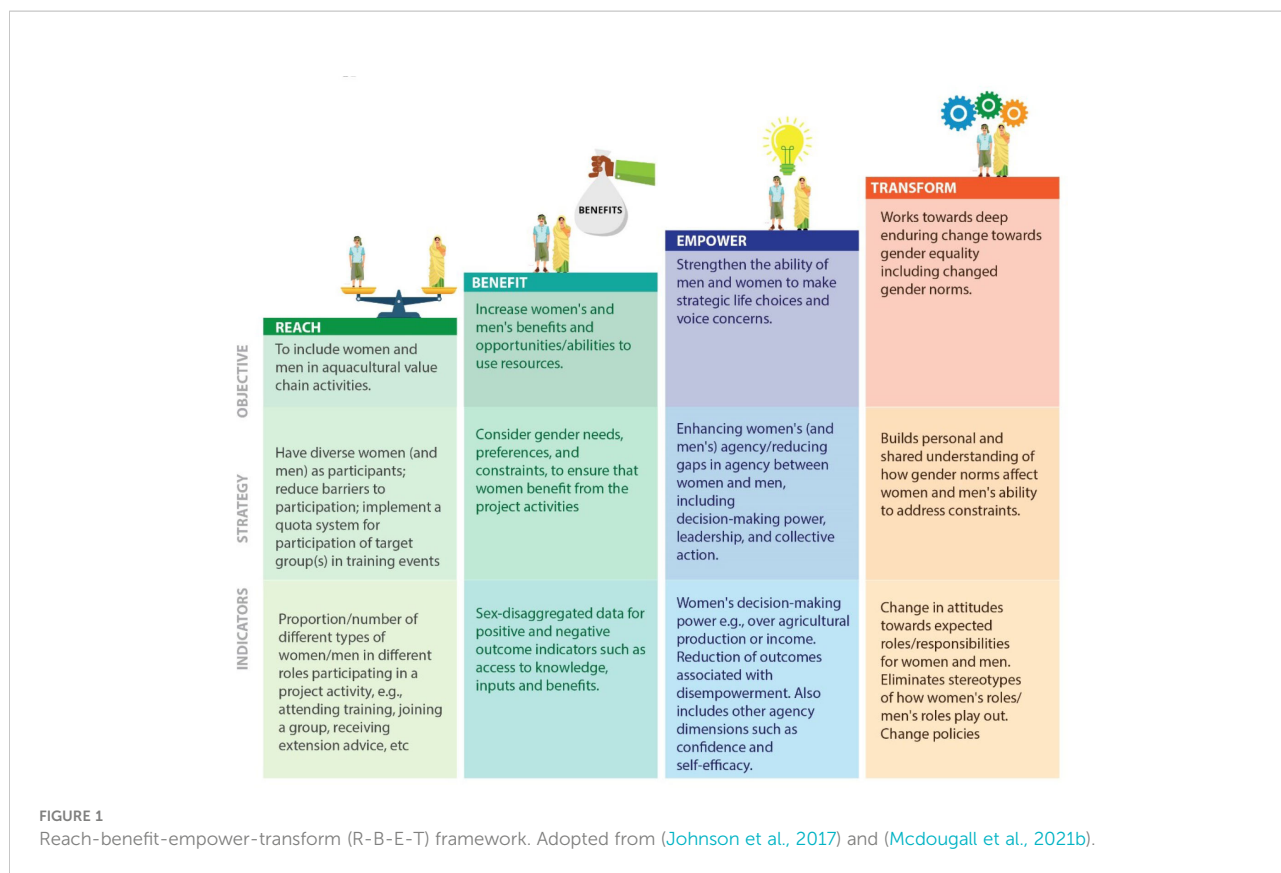 BENEFITS
TRANSFORM
Works towards deep
enduring change towards
gender equality
including changed
gender norms.
EMPOWER
Strengthen the ability of
men and women to make
strategic life choices and
voice concerns.
BENEFIT
Increase women's and
men's benefits and
opportunities/abilities to
use resources.
REACH
To include women and
men in aquacultural value
chain activities.
OBJECTIVE
STRATEGY
Have diverse women (and
men) as participants;
reduce barriers to
participation; implement a
quota system for
participation of target
group(s) in training events
Consider gender needs,
preferences, and
constraints, to ensure that
women benefit from the
project activities
Enhancing women's (and
men's) agency/reducing
gaps in agency between
women and men,
including
decision-making power,
leadership, and collective
action.
Builds personal and
shared understanding of
how gender norms affect
women and men's ability
to address constraints.
INDICATORS
Proportion/number of
different types of
women/men in different
roles participating in a
project activity, e.g.,
attending training, joining
a group, receiving
extension advice, etc
Sex-disaggregated data for
positive and negative
outcome indicators such as
access to knowledge,
inputs and benefits.
Women's decision-making
power e.g., over agricultural
production or income.
Reduction of outcomes
associated with
disempowerment. Also
includes other agency
dimensions such as
confidence and
self-efficacy.
Change in attitudes
towards expected
roles/responsibilities
for women and men.
Eliminates stereotypes
of how women's roles/
men's roles play out.
Change policies
FIGURE 1
Reach-benefit-empower-transform (R-B-E-T) framework. Adopted from (Johnson et al., 2017) and (Mcdougall et al., 2021b).